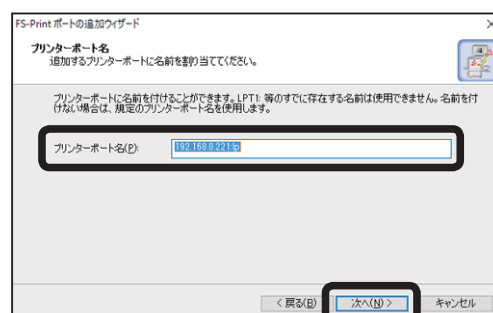 FS-Print ポートの追加ウィザード
プリンターポート名
追加するプリンターポートに名前を割り当ててください。
プリンターポートに名前を付けることができます。LPT1: 等のすでに存在する名前は使用できません。名前を付
けない場合は、規定のプリンターポート名を使用します。
プリンターポート名(P):
192.168.0.221:lp
< 戻る(B)
次へ(N) >
キャンセル